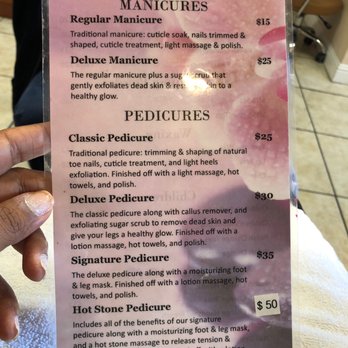 MANICURES
Regular Manicure $15
Traditional manicure: cuticle soak, nails trimmed &
shaped, cuticle treatment, light massage & polish.
Deluxe Manicure $25
The regular manicure plus a sugar scrub that
gently exfoliates dead skin & res skin to a
healthy glow.
PEDICURES
Classic Pedicure $25
Traditional pedicure: trimming & shaping of natural
toe nails, cuticle treatment, and light heels
exfoliation. Finished off with a light massage, hot
towels, and polish.
Deluxe Pedicure $30
The classic pedicure along with callus remover, and
exfoliating sugar scrub to remove dead skin and
give your legs a healthy glow. Finished off with a
lotion massage, hot towels, and polish.
Signature Pedicure $35
The deluxe pedicure along with a moisturizing foot
& leg mask. Finished off with a lotion massage, hot
towels, and polish.
Hot Stone Pedicure $50
Includes all of the benefits of our signature
pedicure along with a moisturizing foot & leg mask,
and a hot stone massage to release tension &